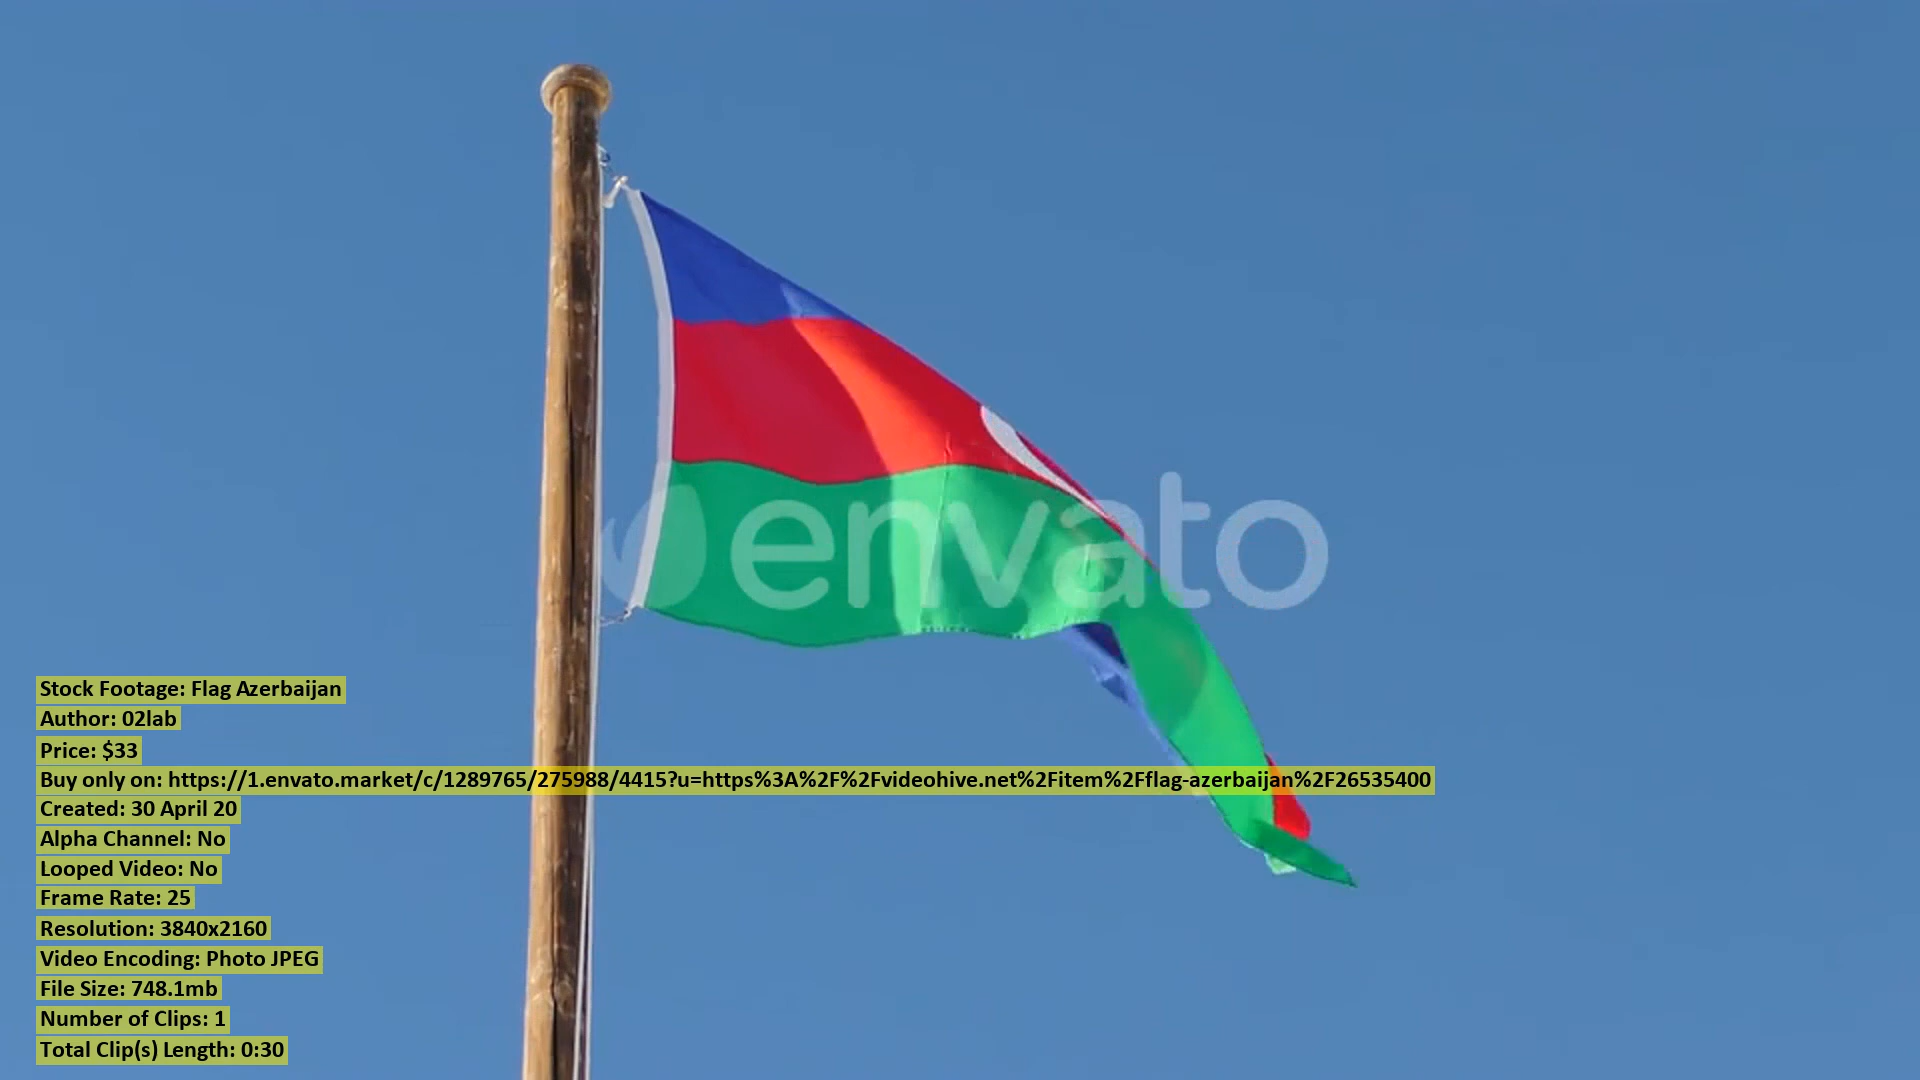 envato
Stock Footage: Flag Azerbaijan
Author: 02lab
Price: $33
Buy only on: https://1.envato.market/c/1289765/275988/4415?u=https%3A%2F%2Fvideohive.net%2Fitem%2Fflag-azerbaijan%2F26535400
Created: 30 April 20
Alpha Channel: No
Looped Video: No
Frame Rate: 25
Resolution: 3840x2160
Video Encoding: Photo JPEG
File Size: 748.1mb
Number of Clips: 1
Total Clip(s) Length: 0:30